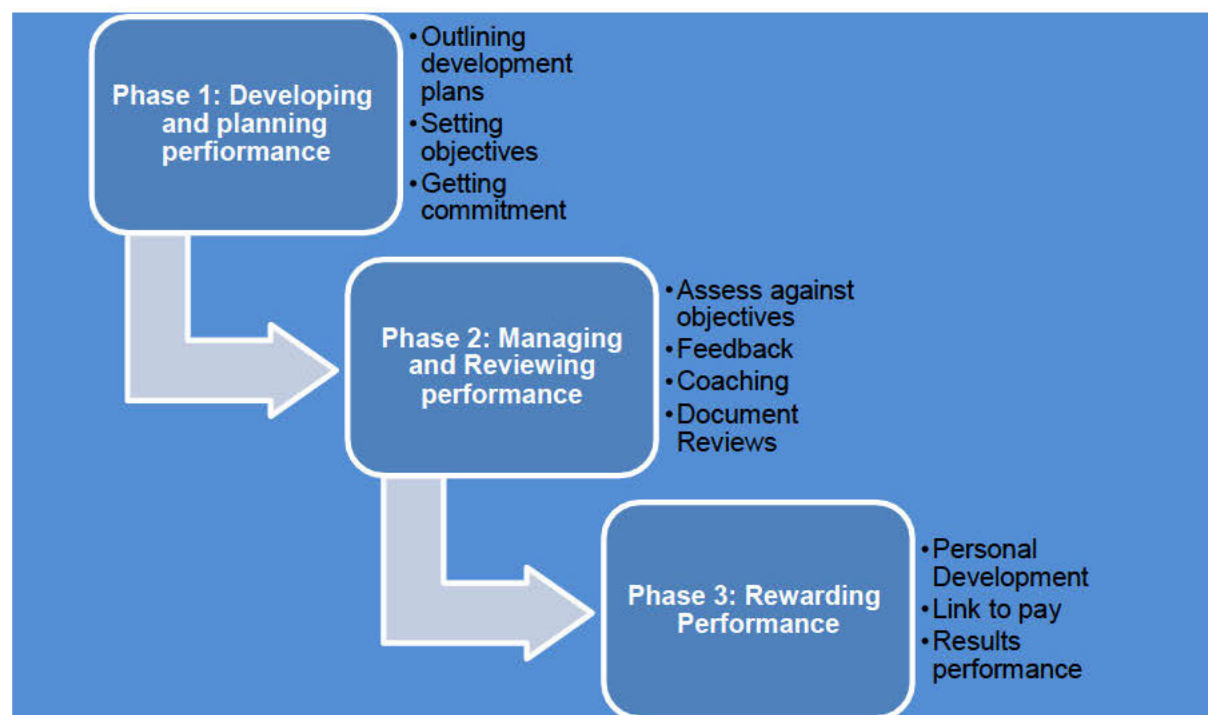 Phase 1: Developing
and planning
perfiormance
•Outlining
development
plans
•Setting
objectives
•Getting
commitment
Phase 2: Managing
and Reviewing
performance
•Assess against
objectives
•Feedback
•Coaching
•Document
Reviews
Phase 3: Rewarding
Performance
•Personal
Development
•Link to pay
•Results
performance